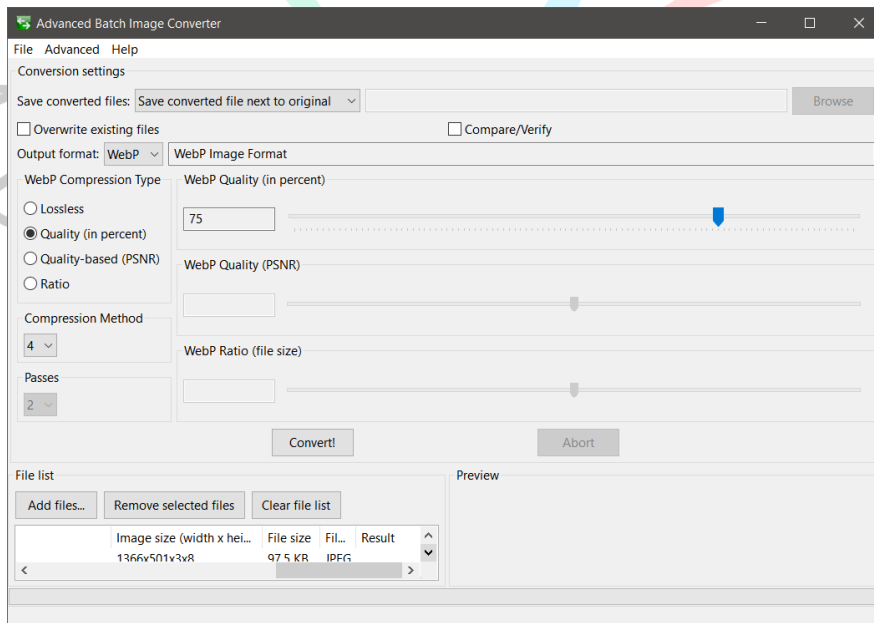 Advanced Batch Image Converter
File Advanced Help
Conversion settings
Save converted files: Save converted file next to original Browse
Overwrite existing files Compare/Verify
Output format: WebP WebP Image Format
WebP Compression Type WebP Quality (in percent)
Lossless
75
Quality (in percent)
Quality-based (PSNR) WebP Quality (PSNR)
Ratio
Compression Method
4 WebP Ratio (file size)
Passes
2
Convert! Abort
File list Preview
Add files... Remove selected files Clear file list
Image size (width x hei... File size Fil... Result
1366x501x3x8 97.5 KB JPEG